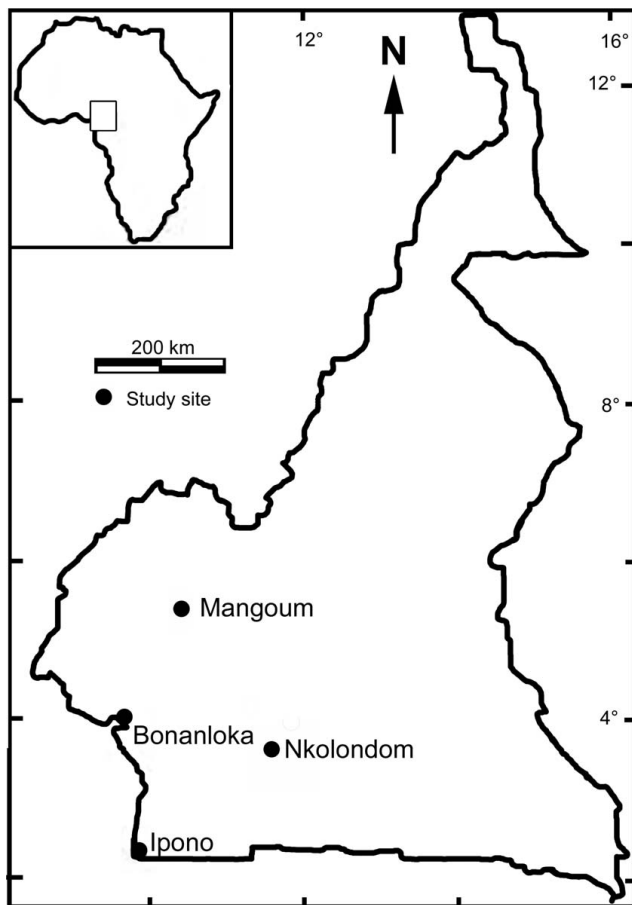 12°
16°
N
12°
200 km
Study site
8°
Mangoum
4°
Bonanloka
Nkolondom
Ipono